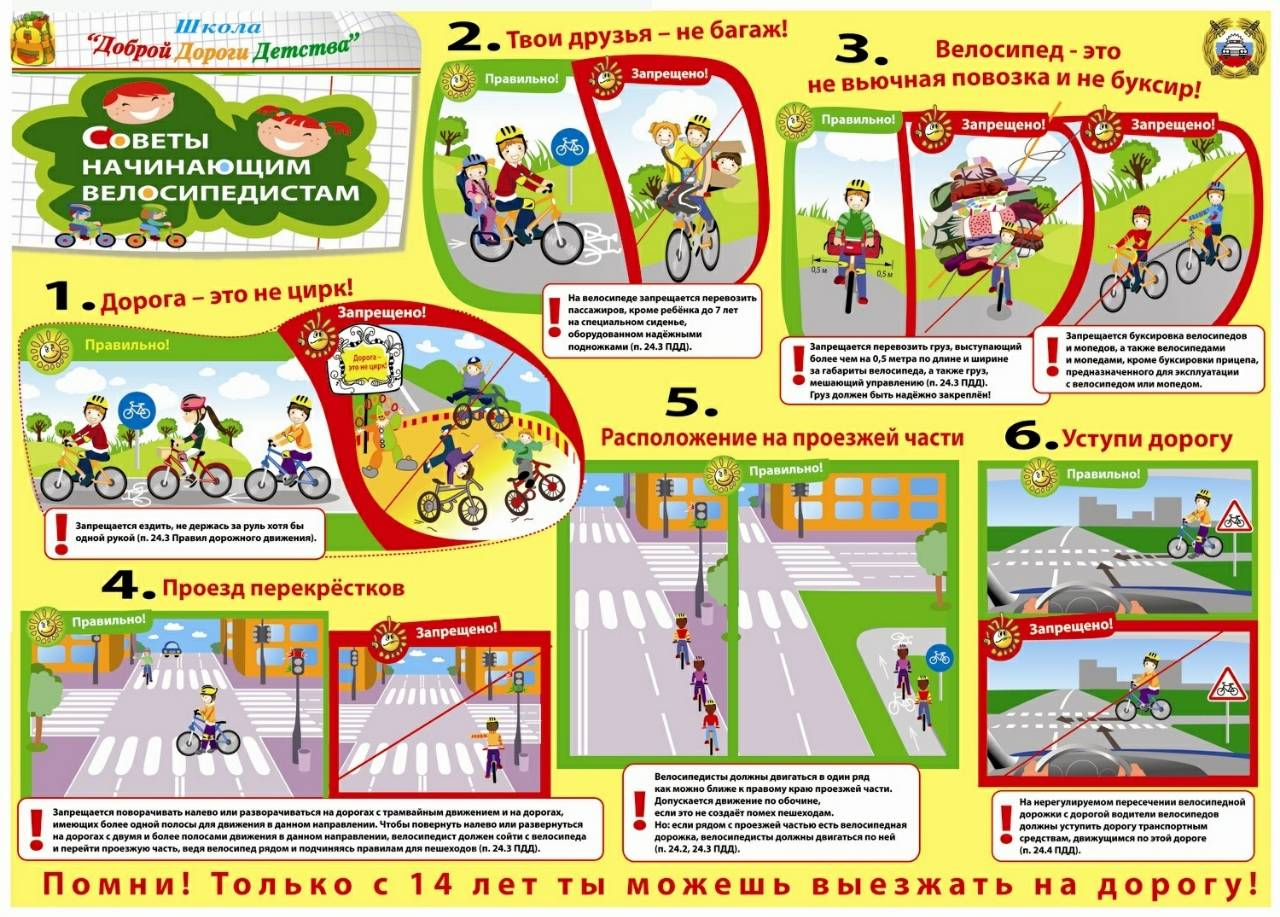 Школа
“Доброй Дороги Детства”
Советы
начинающим
велосипедистам
1. Дорога – это не цирк!
Правильно!
Запрещено!
Дорога –
это не цирк!
! Запрещается ездить, не держась за руль хотя бы
одной рукой (п. 24.3 Правил дорожного движения).
2. Твои друзья – не багаж!
Правильно!
Запрещено!
! На велосипеде запрещается перевозить
пассажиров, кроме ребёнка до 7 лет
на специальном сиденье,
оборудованном надёжными
подножками (п. 24.3 ПДД).
3. Велосипед - это
не вьючная повозка и не буксир!
Правильно!
0,5 м
0,5 м
Запрещено!
Запрещено!
! Запрещается перевозить груз, выступающий
более чем на 0,5 метра по длине и ширине
за габариты велосипеда, а также груз,
мешающий управлению (п. 24.3 ПДД).
Груз должен быть надёжно закреплён!
! Запрещается буксировка велосипедов
и мопедов, а также велосипедами
и мопедами, кроме буксировки прицепа,
предназначенного для эксплуатации
с велосипедом или мопедом.
4. Проезд перекрёстков
Правильно!
Запрещено!
! Запрещается поворачивать налево или разворачиваться на дорогах с трамвайным движением и на дорогах,
имеющих более одной полосы для движения в данном направлении. Чтобы повернуть налево или развернуться
на дорогах с двумя и более полосами движения в данном направлении, велосипедист должен сойти с велосипеда
и перейти проезжую часть, ведя велосипед рядом и подчиняясь правилам для пешеходов (п. 24.3 ПДД).
5.
Расположение на проезжей части
Правильно!
! Велосипедисты должны двигаться в один ряд
как можно ближе к правому краю проезжей части.
Допускается движение по обочине,
если это не создаёт помех пешеходам.
Но: если рядом с проезжей частью есть велосипедная
дорожка, велосипедисты должны двигаться по ней
(п. 24.2, 24.3 ПДД).
6. Уступи дорогу
Правильно!
Запрещено!
! На нерегулируемом пересечении велосипедной
дорожки с дорогой водители велосипедов
должны уступить дорогу транспортным
средствам, движущимся по этой дороге
(п. 24.4 ПДД).
Помни! Только с 14 лет ты можешь выезжать на дорогу!